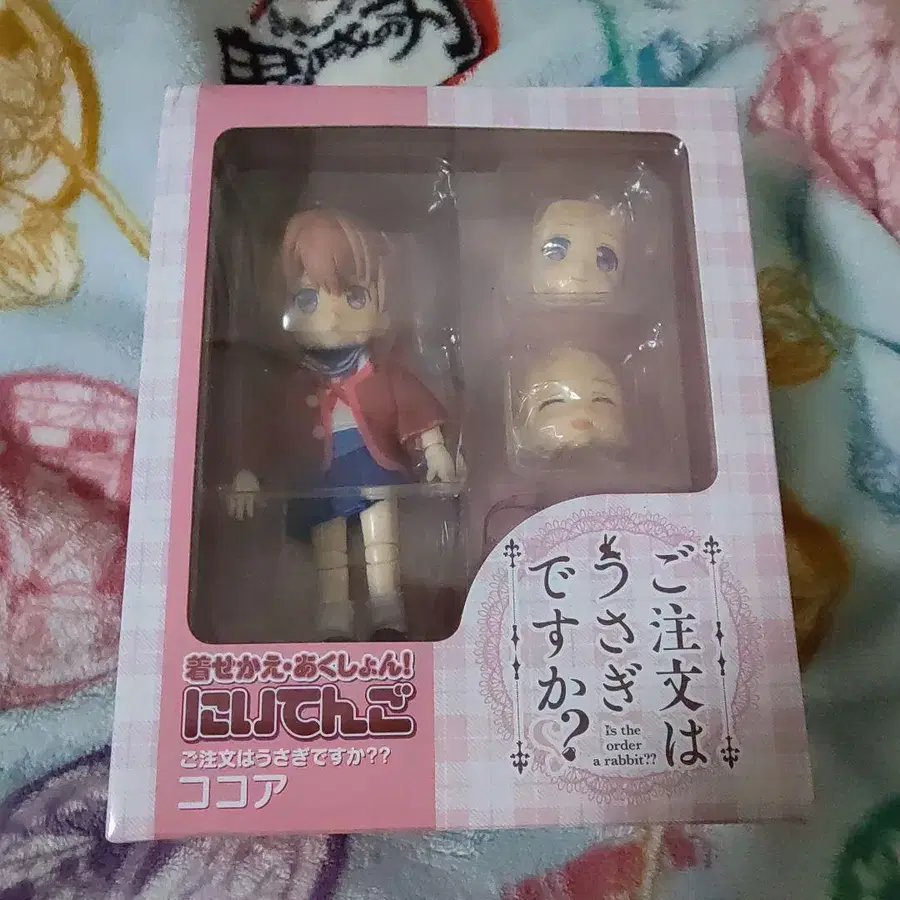 ご注文は
うさぎ
ですか??
Is the
order
a rabbit??
着せかえ・あくしょん!
にいてんご
ご注文はうさぎですか??
ココア